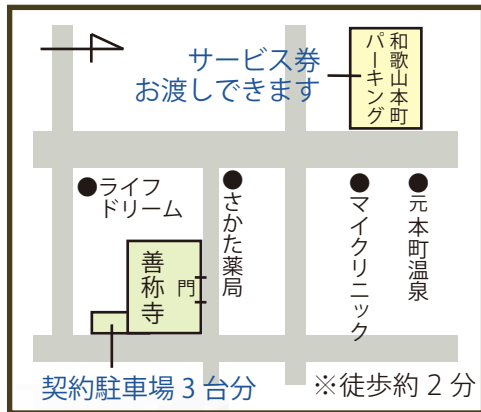 サービス券
お渡しできます
和歌山本町
パーキング
●ライフ
ドリーム
●さかた薬局
●マイクリニック
●元本町温泉
善称寺
門
契約駐車場3台分
※徒歩約2分